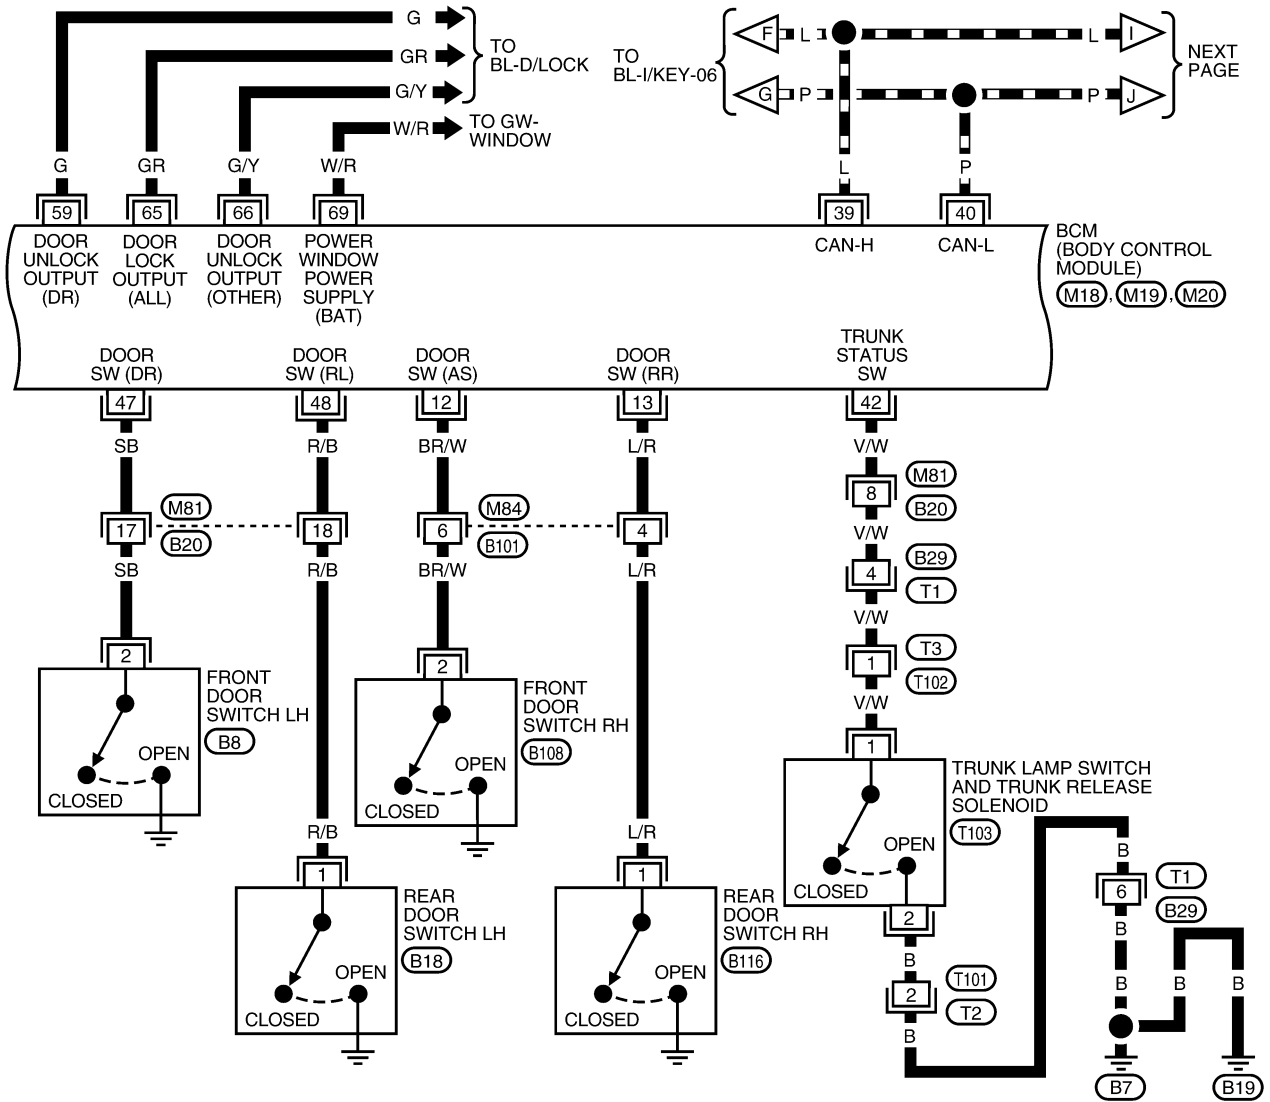 G
GR
G/Y
TO
BL-D/LOCK
W/R
TO GW-
WINDOW
TO
BL-I/KEY-06
F
L
L
I
G
P
P
J
NEXT
PAGE
G
GR
G/Y
W/R
L
P
59
65
66
69
39
40
DOOR
UNLOCK
OUTPUT
(DR)
DOOR
LOCK
OUTPUT
(ALL)
DOOR
UNLOCK
OUTPUT
(OTHER)
POWER
WINDOW
POWER
SUPPLY
(BAT)
CAN-H
CAN-L
BCM
(BODY CONTROL
MODULE)
M18 , M19 , M20
DOOR
SW (DR)
DOOR
SW (RL)
DOOR
SW (AS)
DOOR
SW (RR)
TRUNK
STATUS
SW
47
48
12
13
42
SB
R/B
BR/W
L/R
V/W
17
M81
B20
18
6
M84
B101
4
8
M81
B20
SB
R/B
BR/W
L/R
V/W
4
B29
T1
V/W
1
T3
T102
V/W
2
FRONT
DOOR
SWITCH LH
B8
OPEN
CLOSED
2
FRONT
DOOR
SWITCH RH
B108
OPEN
CLOSED
1
TRUNK LAMP SWITCH
AND TRUNK RELEASE
SOLENOID
T103
OPEN
CLOSED
R/B
1
REAR
DOOR
SWITCH LH
B18
OPEN
CLOSED
L/R
1
REAR
DOOR
SWITCH RH
B116
OPEN
CLOSED
2
B
2
T101
T2
B
B
6
T1
B29
B
B
B
B
B7
B19